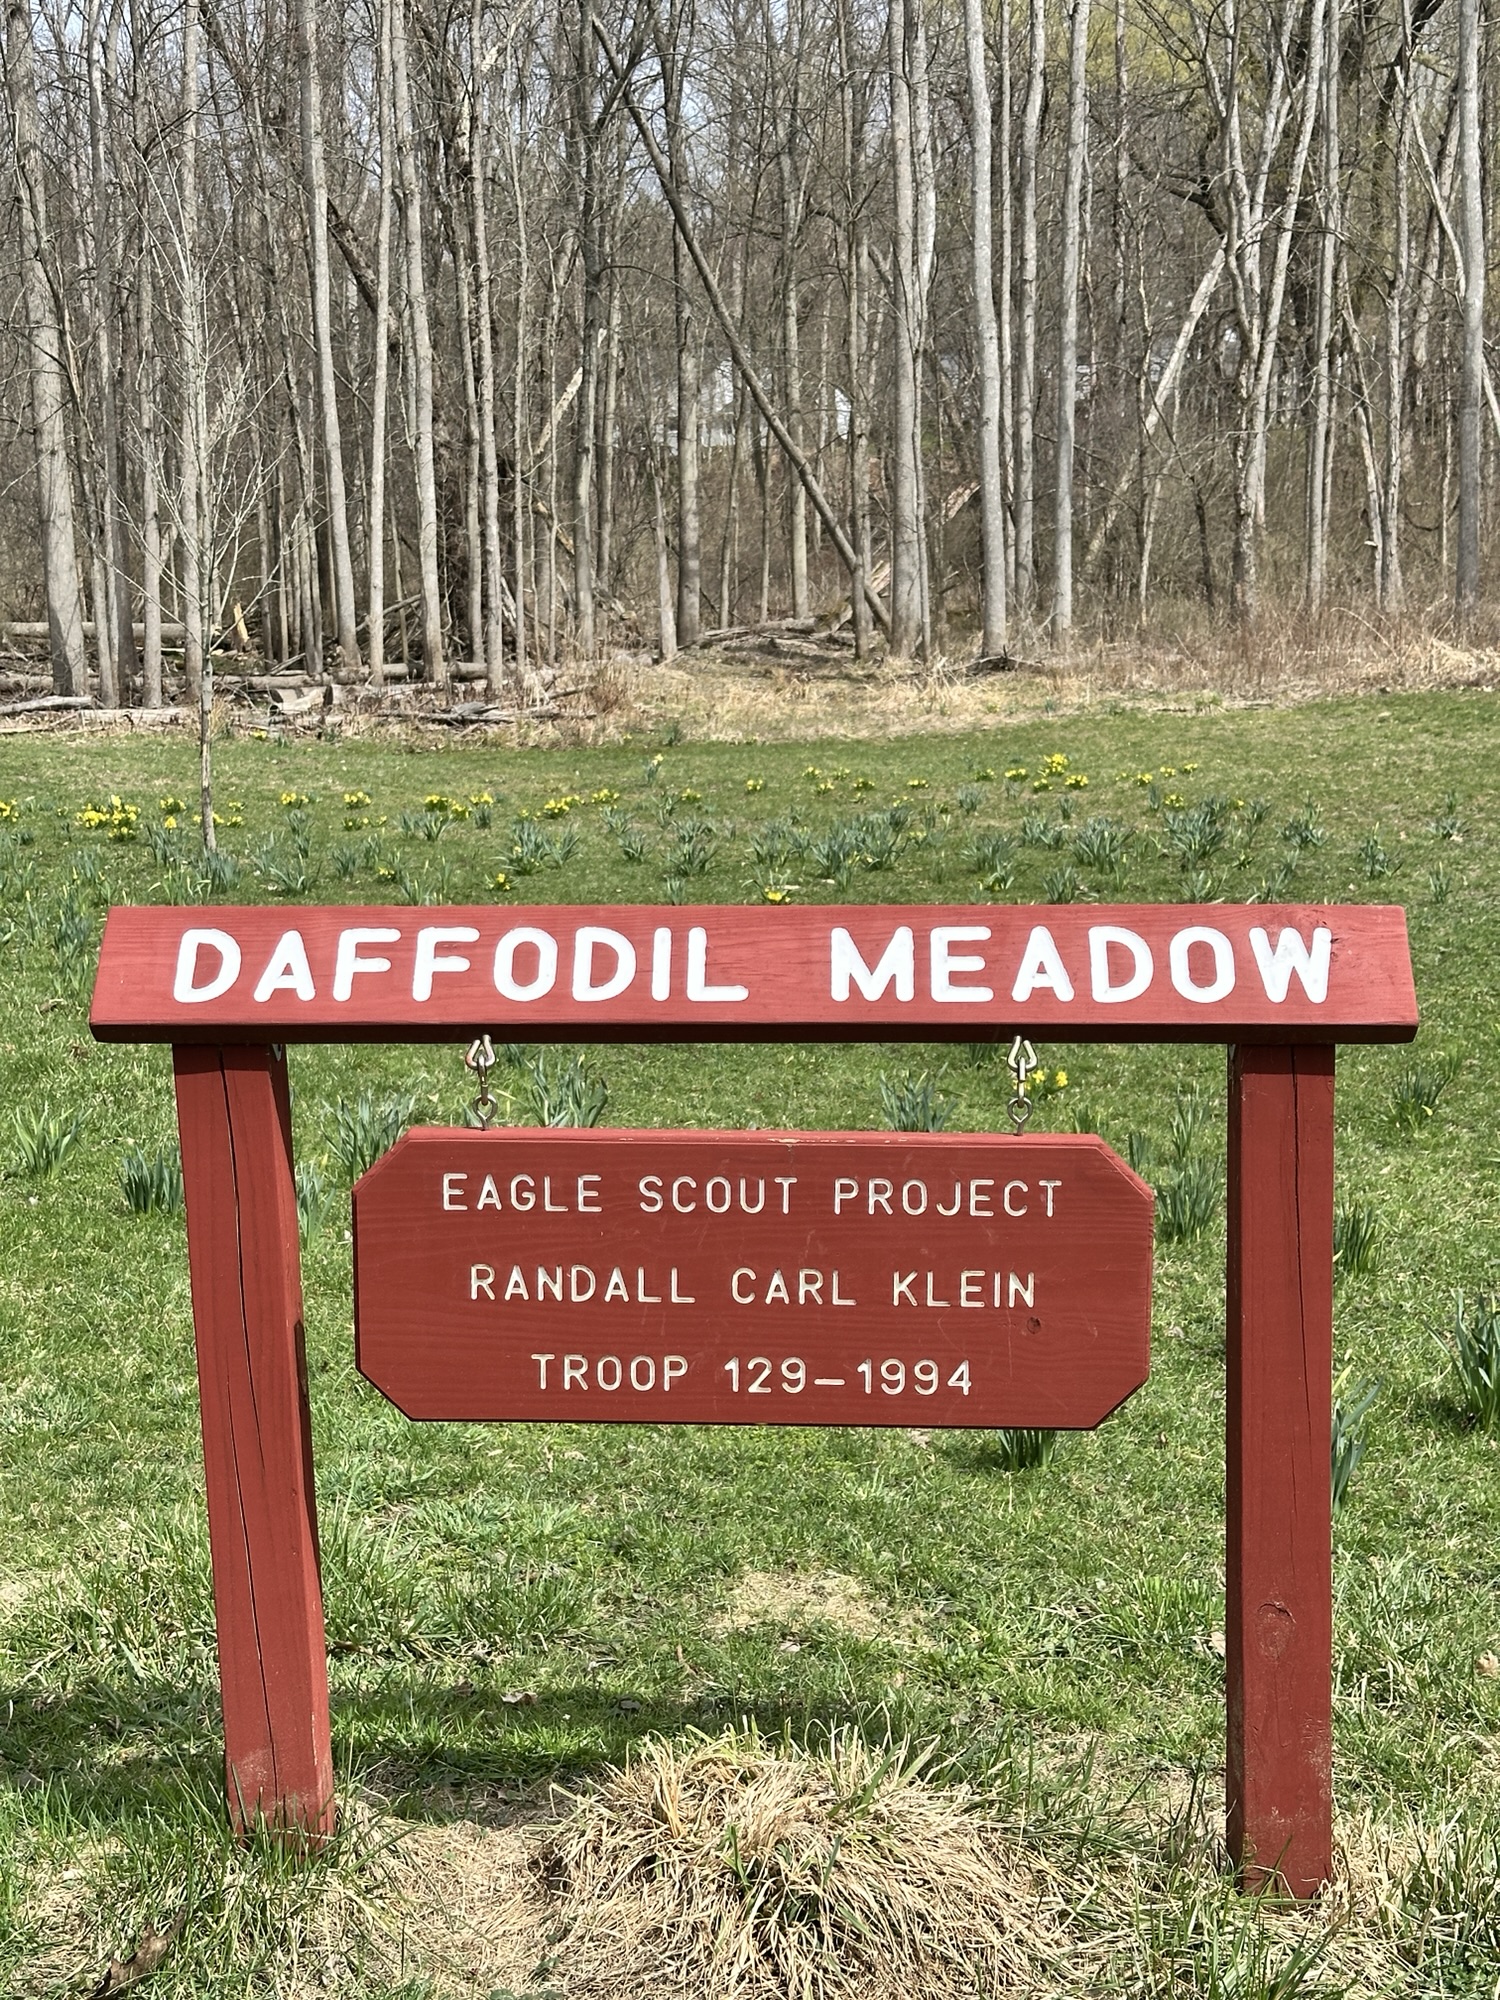 DAFFODIL MEADOW
EAGLE SCOUT PROJECT
RANDALL CARL KLEIN
TROOP 129-1994